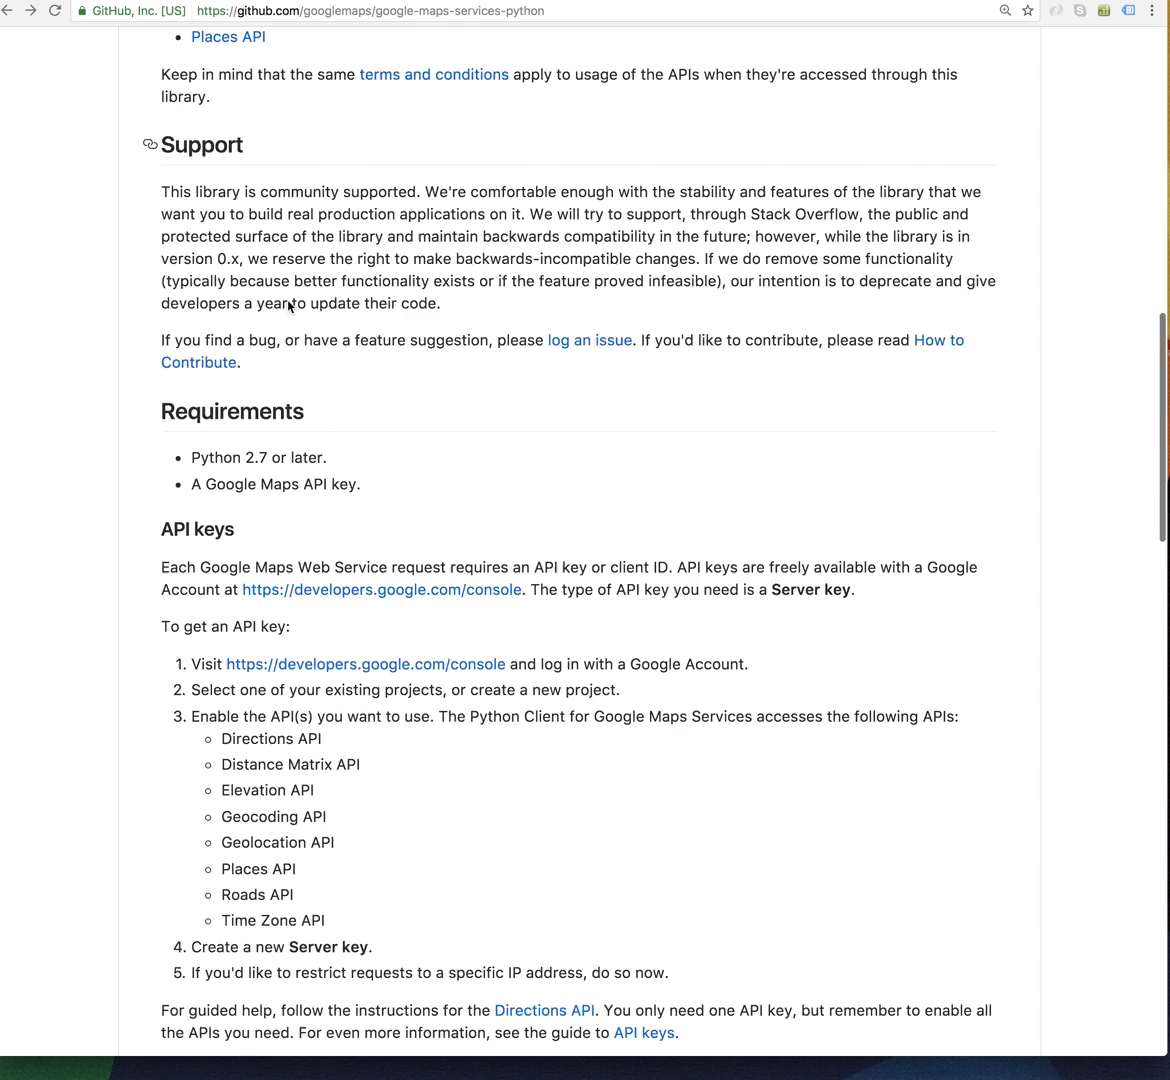 GitHub, Inc. [US] https://github.com/googlemaps/google-maps-services-python
• Places API
Keep in mind that the same terms and conditions apply to usage of the APIs when they're accessed through this
library.
Support
This library is community supported. We're comfortable enough with the stability and features of the library that we
want you to build real production applications on it. We will try to support, through Stack Overflow, the public and
protected surface of the library and maintain backwards compatibility in the future; however, while the library is in
version 0.x, we reserve the right to make backwards-incompatible changes. If we do remove some functionality
(typically because better functionality exists or if the feature proved infeasible), our intention is to deprecate and give
developers a year to update their code.
If you find a bug, or have a feature suggestion, please log an issue. If you'd like to contribute, please read How to
Contribute.
Requirements
• Python 2.7 or later.
• A Google Maps API key.
API keys
Each Google Maps Web Service request requires an API key or client ID. API keys are freely available with a Google
Account at https://developers.google.com/console. The type of API key you need is a Server key.
To get an API key:
1. Visit https://developers.google.com/console and log in with a Google Account.
2. Select one of your existing projects, or create a new project.
3. Enable the API(s) you want to use. The Python Client for Google Maps Services accesses the following APIs:
◦ Directions API
◦ Distance Matrix API
◦ Elevation API
◦ Geocoding API
◦ Geolocation API
◦ Places API
◦ Roads API
◦ Time Zone API
4. Create a new Server key.
5. If you'd like to restrict requests to a specific IP address, do so now.
For guided help, follow the instructions for the Directions API. You only need one API key, but remember to enable all
the APIs you need. For even more information, see the guide to API keys.